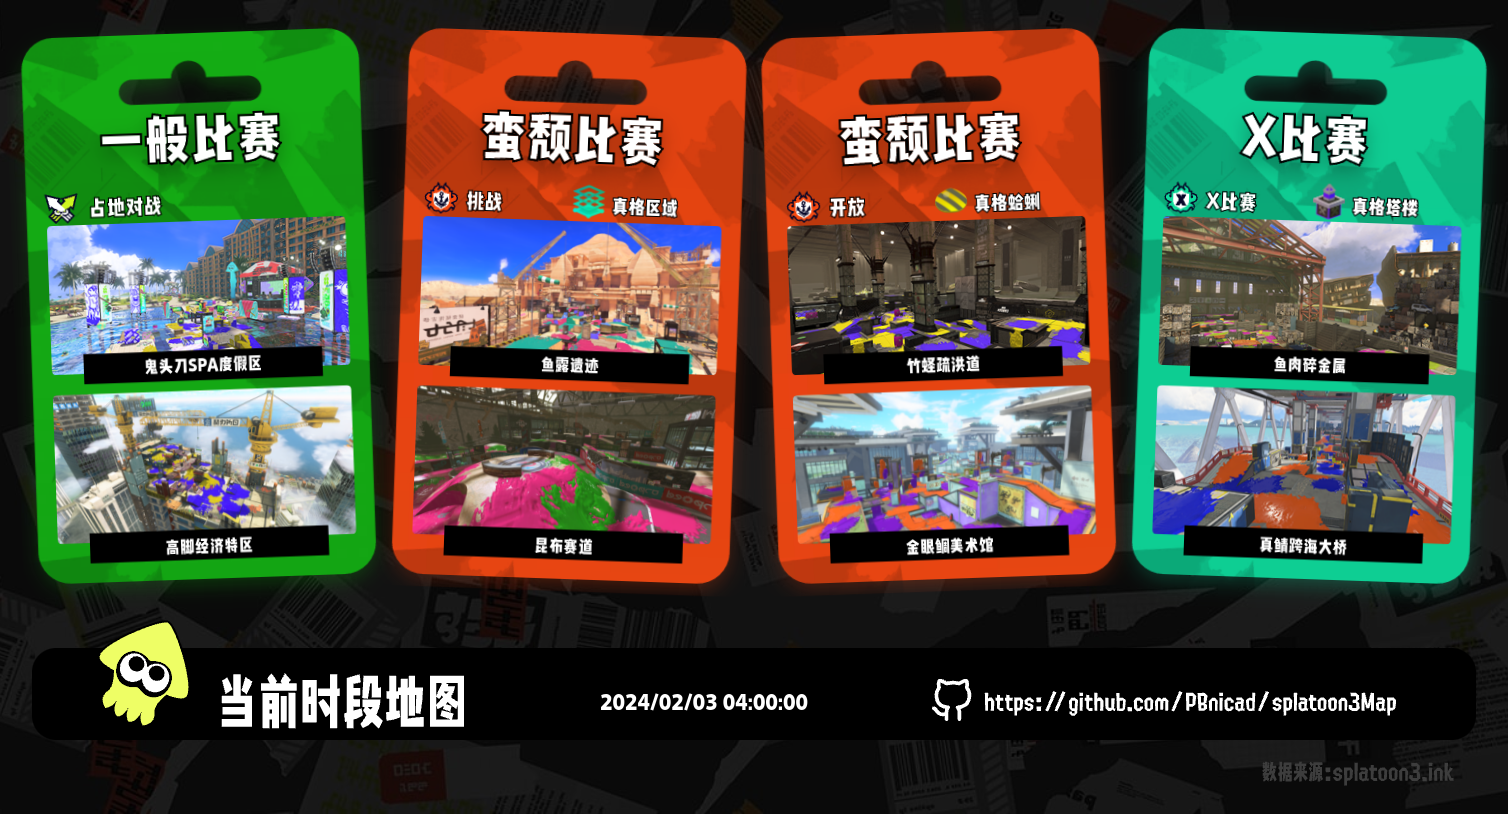 一般比赛
占地对战
鬼头刀SPA度假区
高脚经济特区
蛮颓比赛
挑战
真格区域
鱼露遗迹
昆布赛道
蛮颓比赛
开放
真格蛤蜊
竹蛏疏洪道
金眼鲷美术馆
X比赛
X比赛
真格塔楼
鱼肉碎金属
真鲭跨海大桥
当前时段地图
2024/02/03 04:00:00
https://github.com/PBnicad/splatoon3Map
数据来源:splatoon3.ink